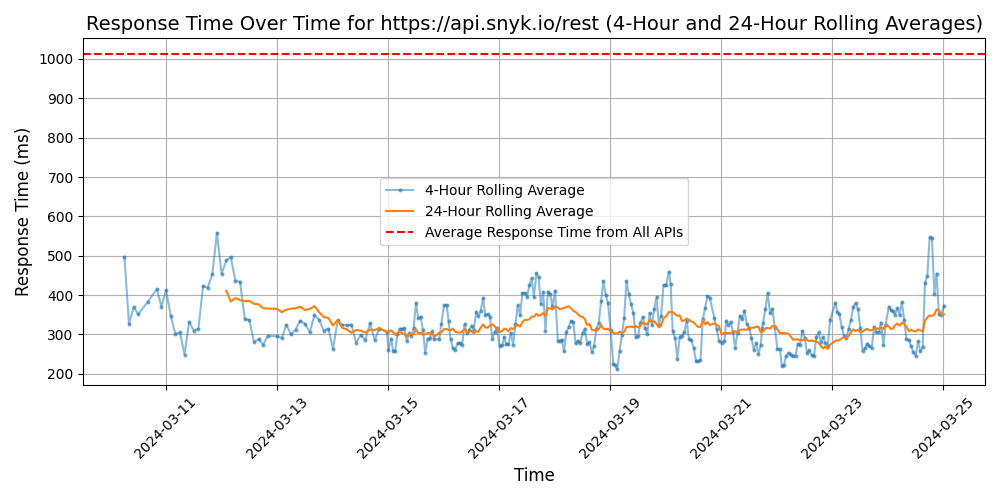 Response Time Over Time for https://api.snyk.io/rest (4-Hour and 24-Hour Rolling Averages)
Response Time (ms)
1000
900
800
700
600
500
400
300
200
4-Hour Rolling Average
24-Hour Rolling Average
Average Response Time from All APIs
2024-03-11
2024-03-13
2024-03-15
2024-03-17
2024-03-19
2024-03-21
2024-03-23
2024-03-25
Time